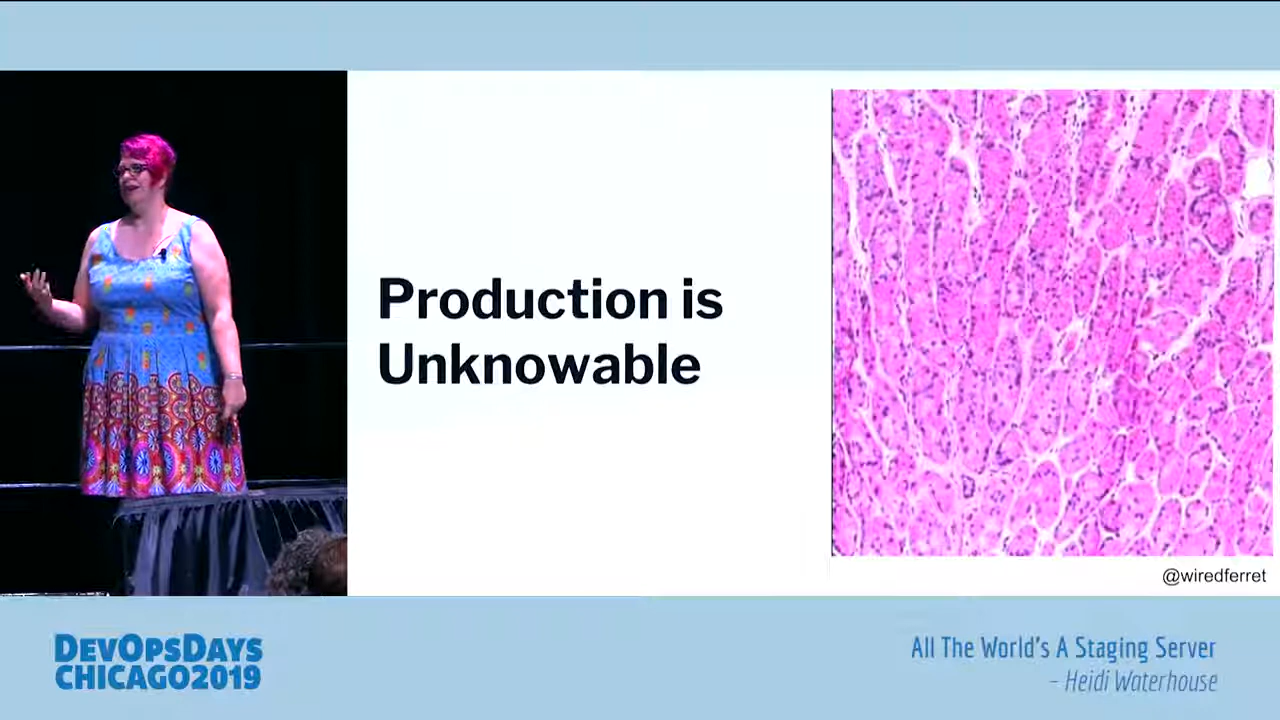 Production is
Unknowable
@wiredferret
DEVOPSDAYS
CHICAGO2019
All The World's A Staging Server
- Heidi Waterhouse